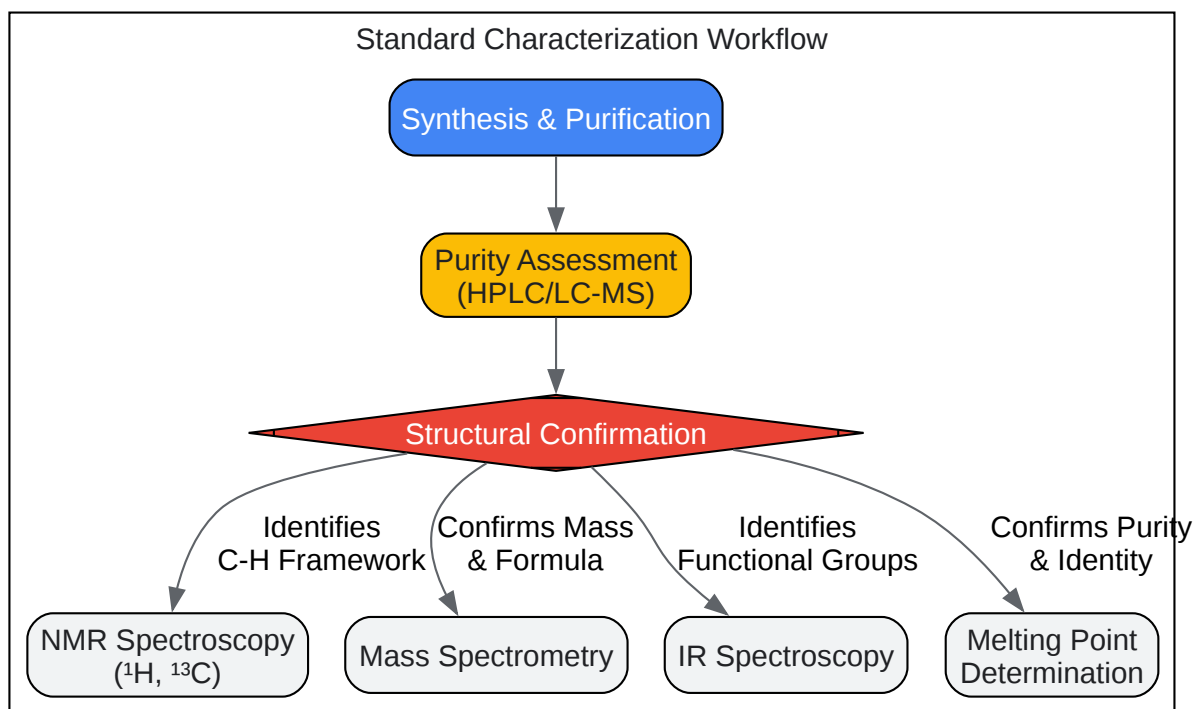 Standard Characterization Workflow
Synthesis & Purification
Purity Assessment
(HPLC/LC-MS)
Structural Confirmation
Identifies
C-H Framework
Confirms Mass
& Formula
Identifies
Functional Groups
Confirms Purity
& Identity
NMR Spectroscopy
(¹H, ¹³C)
Mass Spectrometry
IR Spectroscopy
Melting Point
Determination